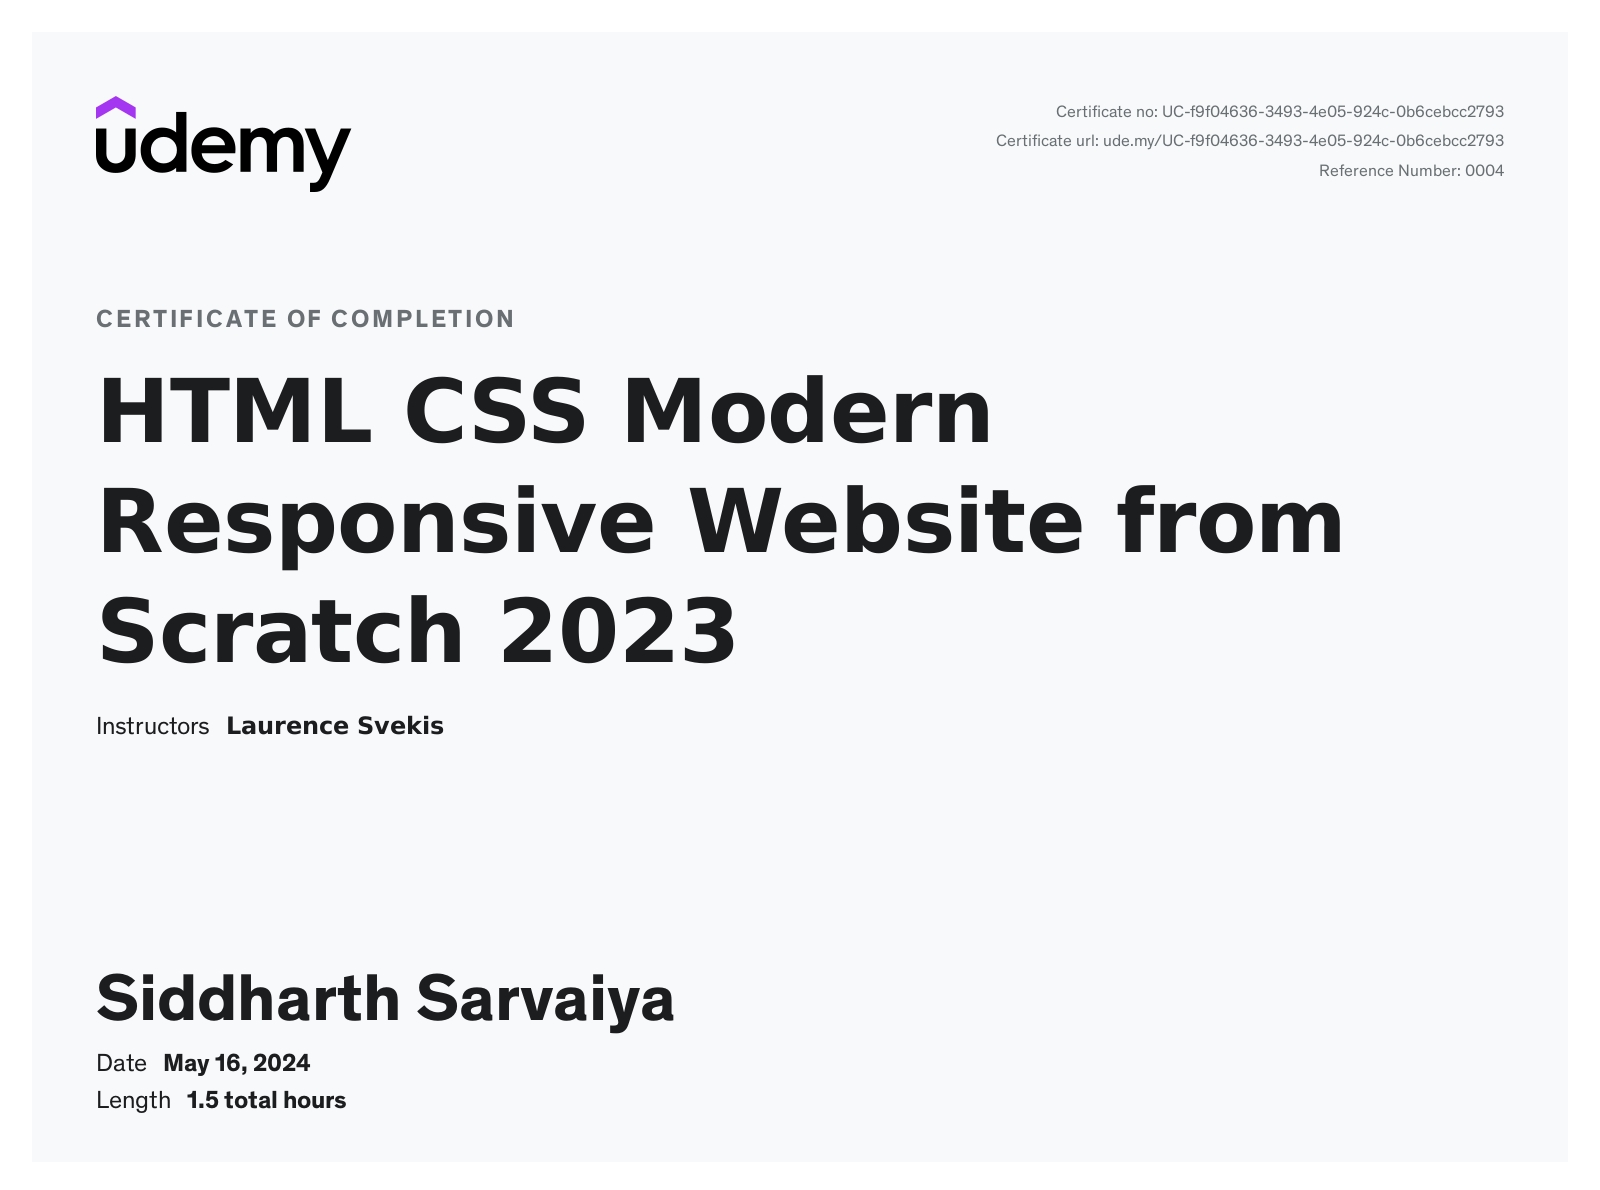 udemy
Certificate no: UC-f9f04636-3493-4e05-924c-0b6cebcc2793
Certificate url: ude.my/UC-f9f04636-3493-4e05-924c-0b6cebcc2793
Reference Number: 0004
CERTIFICATE OF COMPLETION
HTML CSS Modern
Responsive Website from
Scratch 2023
Instructors Laurence Svekis
Siddharth Sarvaiya
Date May 16, 2024
Length 1.5 total hours